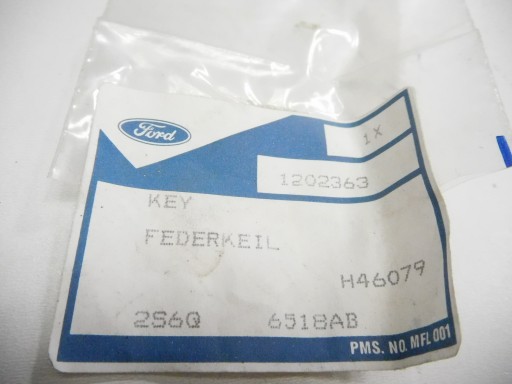 Ford
1X
1202363
KEY
FEDERKEIL
H46079
2S6Q 6518AB
PMS. NO. MFL 001